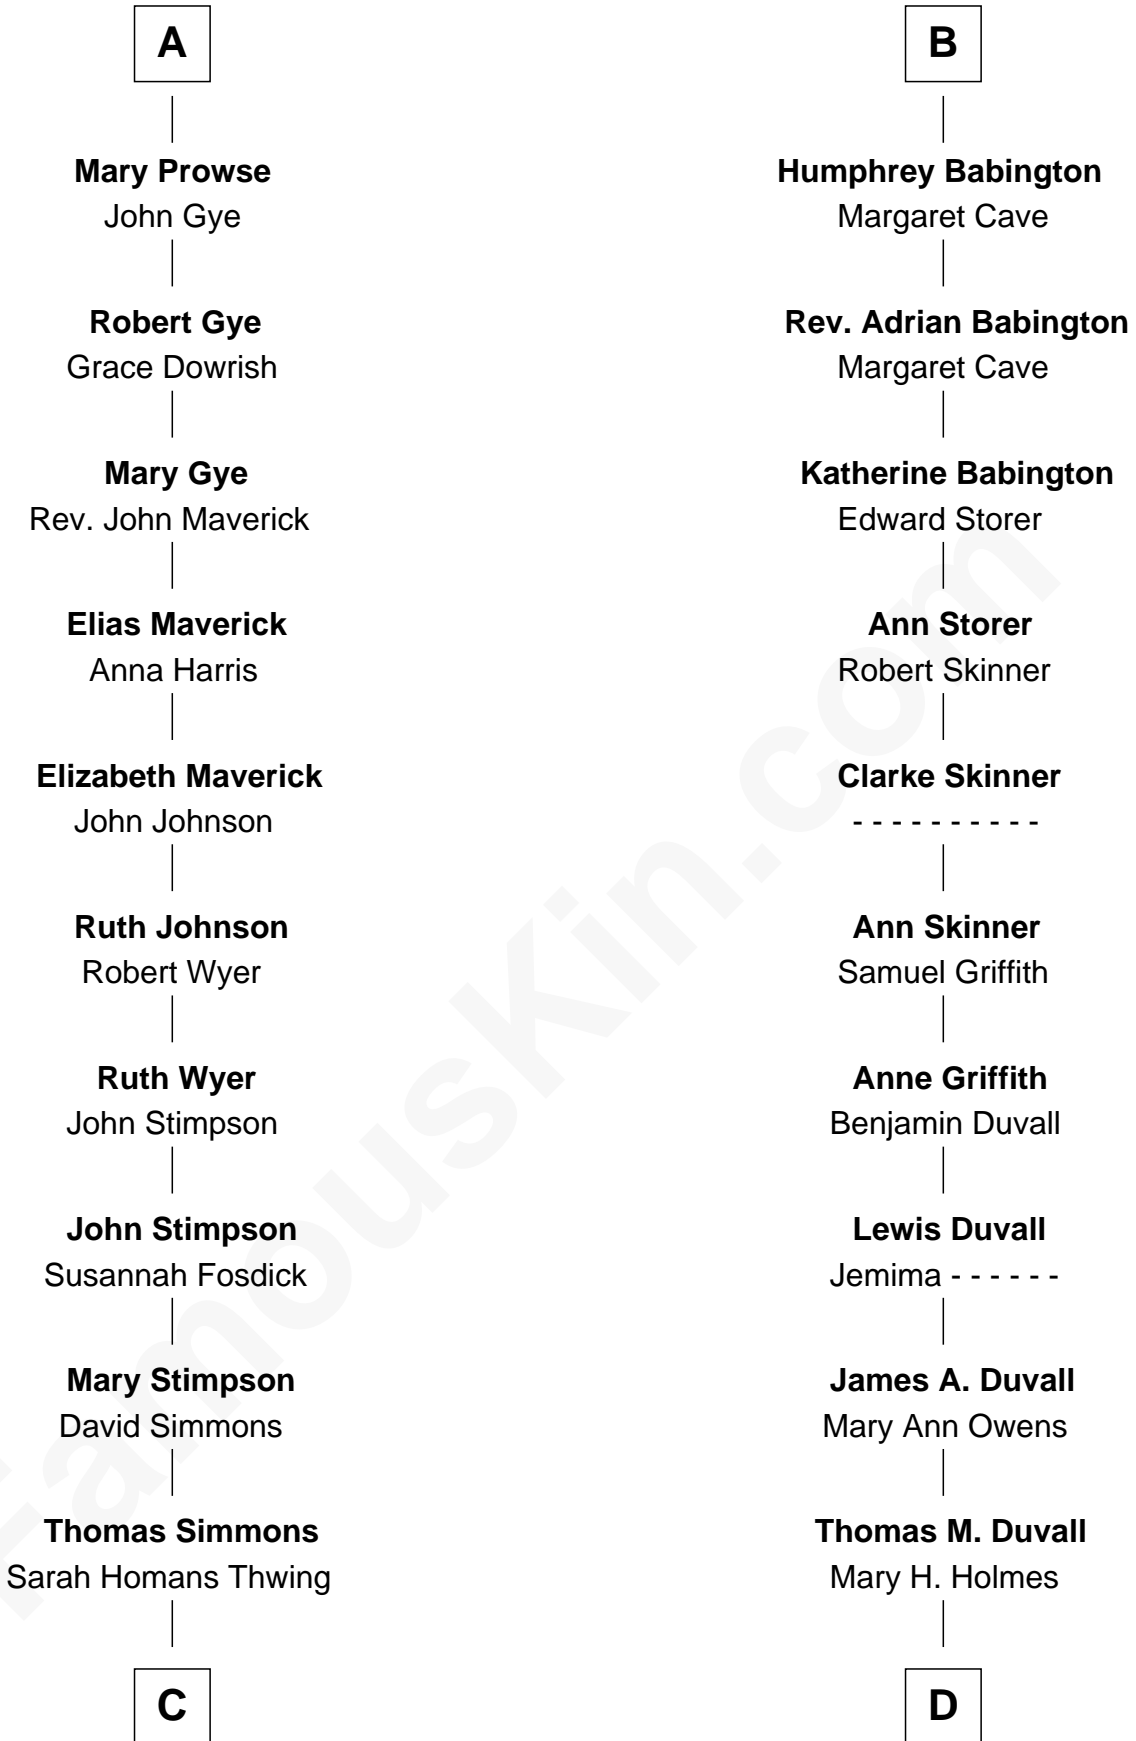 A
Mary Prowse
John Gye
Robert Gye
Grace Dowrish
Mary Gye
Rev. John Maverick
Elias Maverick
Anna Harris
Elizabeth Maverick
John Johnson
Ruth Johnson
Robert Wyer
Ruth Wyer
John Stimpson
John Stimpson
Susannah Fosdick
Mary Stimpson
David Simmons
Thomas Simmons
Sarah Homans Thwing
C
B
Humphrey Babington
Margaret Cave
Rev. Adrian Babington
Margaret Cave
Katherine Babington
Edward Storer
Ann Storer
Robert Skinner
Clarke Skinner
- - - - - - - - - -
Ann Skinner
Samuel Griffith
Anne Griffith
Benjamin Duvall
Lewis Duvall
Jemima - - - - - -
James A. Duvall
Mary Ann Owens
Thomas M. Duvall
Mary H. Holmes
D
FamousKin.com